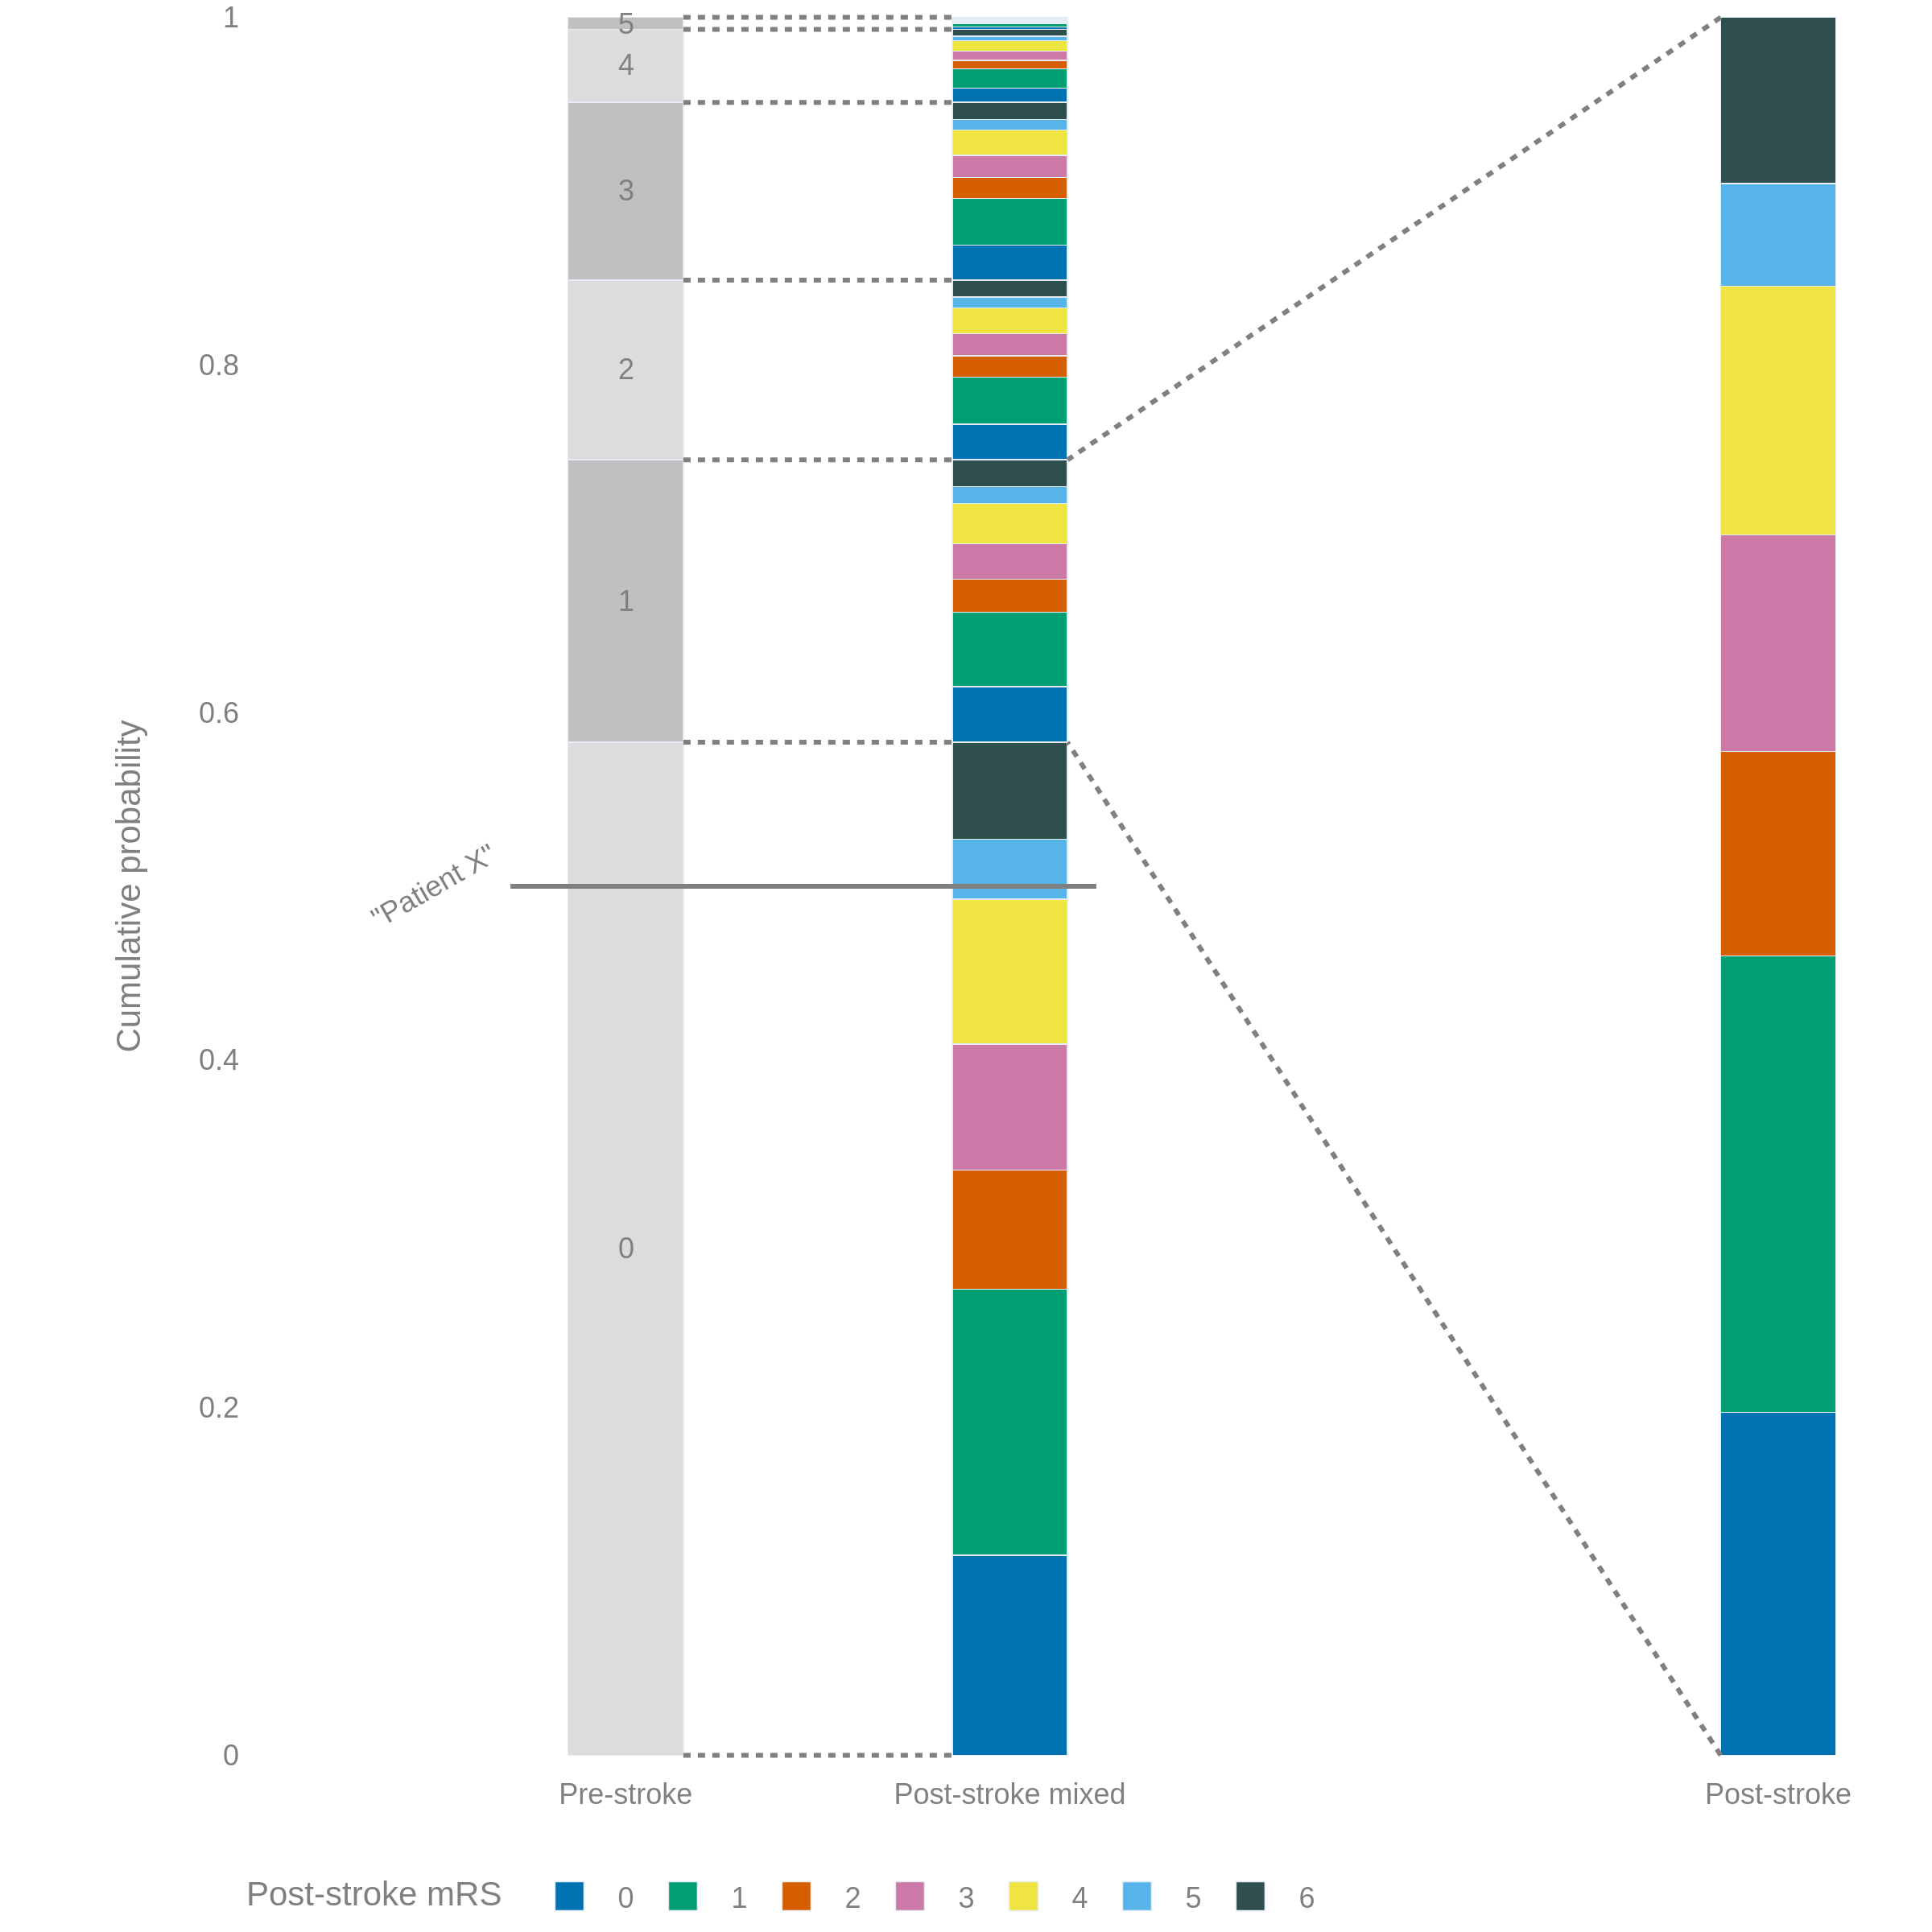 1
0.8
0.6
0.4
0.2
0
Cumulative probability
5
4
3
2
1
0
"Patient X"
Pre-stroke
Post-stroke mixed
Post-stroke
Post-stroke mRS 0 1 2 3 4 5 6